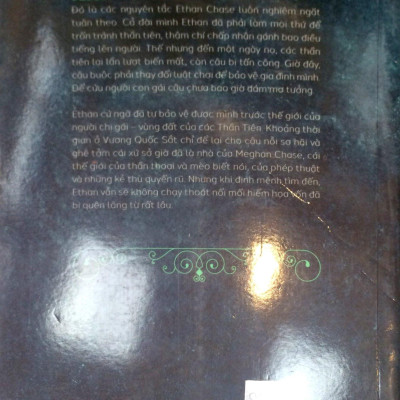 Đó là các nguyên tắc Ethan Chase luôn nghiêm ngặt
tuân theo. Cả đời mình Ethan đã phải làm mọi thứ để
trốn tránh thần tiên, thậm chí chấp nhận gánh bao điều
tiếng lên người. Thế nhưng đến một ngày nọ, các thần
tiên lại lần lượt biến mất, còn cậu bị tấn công. Giờ đây,
cậu buộc phải thay đổi luật chơi để bảo vệ gia đình mình.
Để cứu người con gái cậu chưa bao giờ dám mơ tưởng.
Ethan cứ ngỡ đã tự bảo vệ được mình trước thế giới của
người chị gái – vùng đất của các Thần Tiên. Khoảng thời
gian ở Vương Quốc Sắt chỉ để lại cho cậu nỗi sợ hãi và
ghê tởm cái xứ sở giờ đã là nhà của Meghan Chase, cái
thế giới của thần thoại và mèo biết nói, của phép thuật
và những kẻ thù quyến rũ. Nhưng khi định mệnh tìm đến,
Ethan vẫn sẽ không chạy thoát nổi mối hiểm họa vốn đã
bị quên lãng từ rất lâu.